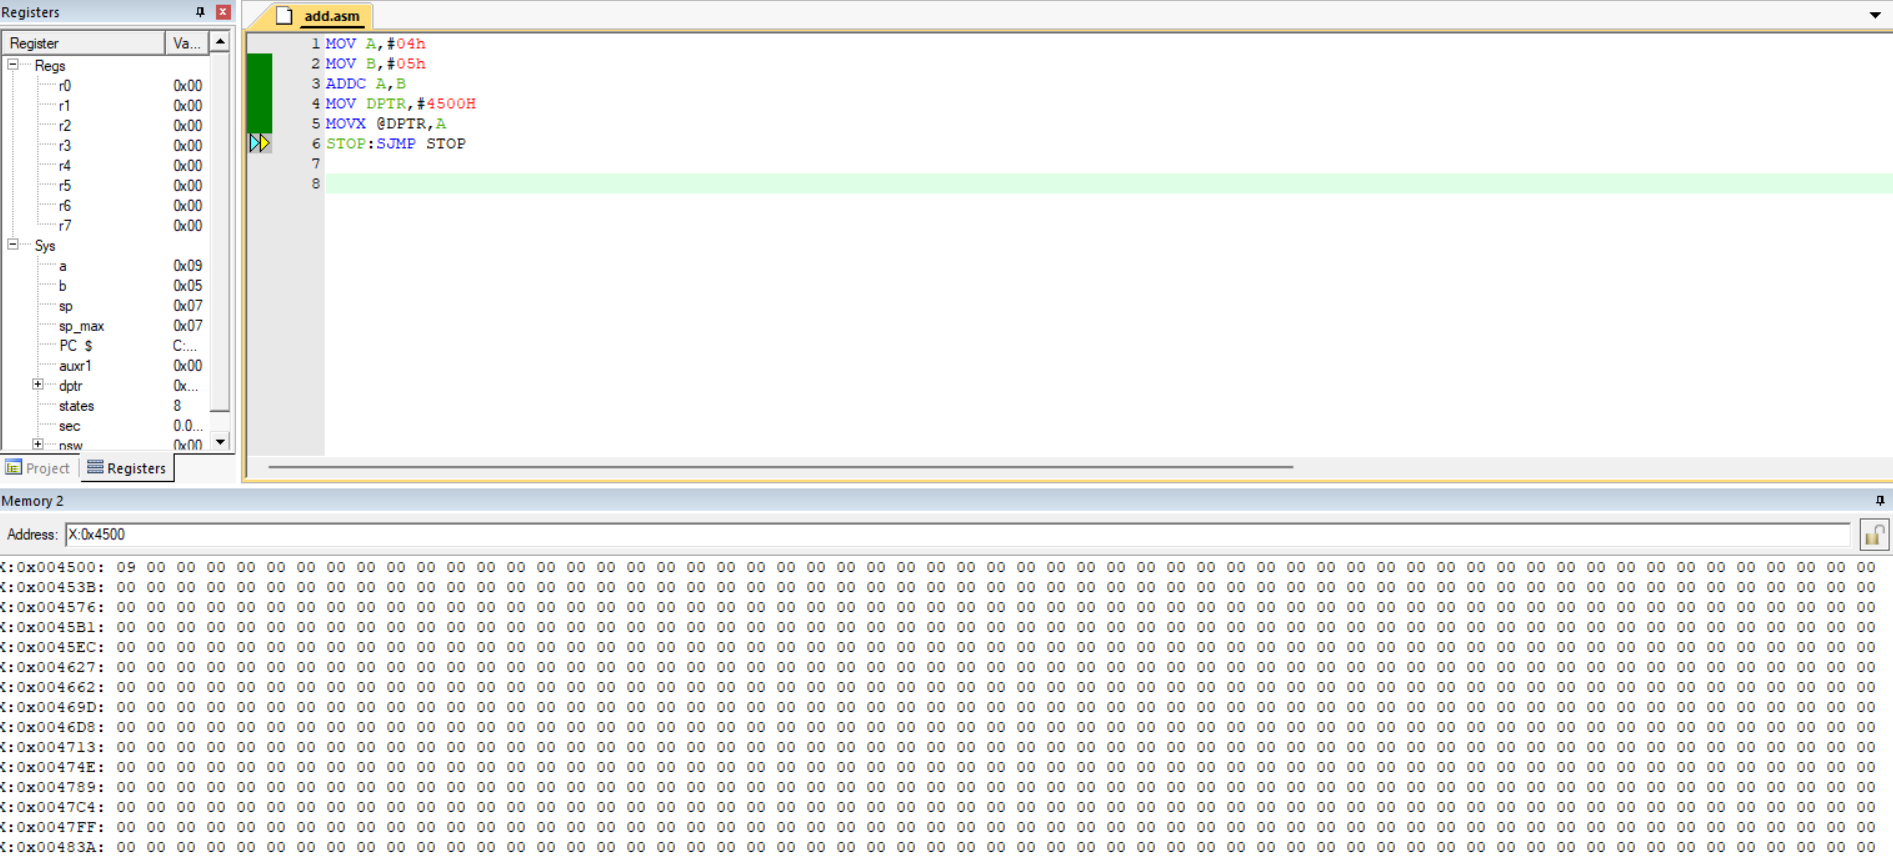 Registers
Register Va...
Regs
r0 0x00
r1 0x00
r2 0x00
r3 0x00
r4 0x00
r5 0x00
r6 0x00
r7 0x00
Sys
a 0x09
b 0x05
sp 0x07
sp_max 0x07
PC $ C:...
auxr1 0x00
dptr 0x...
states 8
sec 0.0...
psw 0x00
Project Registers
add.asm
1 MOV A,#04h
2 MOV B,#05h
3 ADDC A,B
4 MOV DPTR,#4500H
5 MOVX @DPTR,A
6 STOP:SJMP STOP
7
8
Memory 2
Address: X:0x4500
X:0x004500: 09 00 00 00 00 00 00 00 00 00 00 00 00 00 00 00 00 00 00 00 00 00 00 00 00 00 00 00 00 00 00 00 00 00 00 00 00 00 00 00 00 00 00 00 00 00 00 00 00 00 00 00 00 00 00 00 00 00 00
X:0x00453B: 00 00 00 00 00 00 00 00 00 00 00 00 00 00 00 00 00 00 00 00 00 00 00 00 00 00 00 00 00 00 00 00 00 00 00 00 00 00 00 00 00 00 00 00 00 00 00 00 00 00 00 00 00 00 00 00 00 00 00
X:0x004576: 00 00 00 00 00 00 00 00 00 00 00 00 00 00 00 00 00 00 00 00 00 00 00 00 00 00 00 00 00 00 00 00 00 00 00 00 00 00 00 00 00 00 00 00 00 00 00 00 00 00 00 00 00 00 00 00 00 00 00
X:0x0045B1: 00 00 00 00 00 00 00 00 00 00 00 00 00 00 00 00 00 00 00 00 00 00 00 00 00 00 00 00 00 00 00 00 00 00 00 00 00 00 00 00 00 00 00 00 00 00 00 00 00 00 00 00 00 00 00 00 00 00 00
X:0x0045EC: 00 00 00 00 00 00 00 00 00 00 00 00 00 00 00 00 00 00 00 00 00 00 00 00 00 00 00 00 00 00 00 00 00 00 00 00 00 00 00 00 00 00 00 00 00 00 00 00 00 00 00 00 00 00 00 00 00 00 00
X:0x004627: 00 00 00 00 00 00 00 00 00 00 00 00 00 00 00 00 00 00 00 00 00 00 00 00 00 00 00 00 00 00 00 00 00 00 00 00 00 00 00 00 00 00 00 00 00 00 00 00 00 00 00 00 00 00 00 00 00 00 00
X:0x004662: 00 00 00 00 00 00 00 00 00 00 00 00 00 00 00 00 00 00 00 00 00 00 00 00 00 00 00 00 00 00 00 00 00 00 00 00 00 00 00 00 00 00 00 00 00 00 00 00 00 00 00 00 00 00 00 00 00 00 00
X:0x00469D: 00 00 00 00 00 00 00 00 00 00 00 00 00 00 00 00 00 00 00 00 00 00 00 00 00 00 00 00 00 00 00 00 00 00 00 00 00 00 00 00 00 00 00 00 00 00 00 00 00 00 00 00 00 00 00 00 00 00 00
X:0x0046D8: 00 00 00 00 00 00 00 00 00 00 00 00 00 00 00 00 00 00 00 00 00 00 00 00 00 00 00 00 00 00 00 00 00 00 00 00 00 00 00 00 00 00 00 00 00 00 00 00 00 00 00 00 00 00 00 00 00 00 00
X:0x004713: 00 00 00 00 00 00 00 00 00 00 00 00 00 00 00 00 00 00 00 00 00 00 00 00 00 00 00 00 00 00 00 00 00 00 00 00 00 00 00 00 00 00 00 00 00 00 00 00 00 00 00 00 00 00 00 00 00 00 00
X:0x00474E: 00 00 00 00 00 00 00 00 00 00 00 00 00 00 00 00 00 00 00 00 00 00 00 00 00 00 00 00 00 00 00 00 00 00 00 00 00 00 00 00 00 00 00 00 00 00 00 00 00 00 00 00 00 00 00 00 00 00 00
X:0x004789: 00 00 00 00 00 00 00 00 00 00 00 00 00 00 00 00 00 00 00 00 00 00 00 00 00 00 00 00 00 00 00 00 00 00 00 00 00 00 00 00 00 00 00 00 00 00 00 00 00 00 00 00 00 00 00 00 00 00 00
X:0x0047C4: 00 00 00 00 00 00 00 00 00 00 00 00 00 00 00 00 00 00 00 00 00 00 00 00 00 00 00 00 00 00 00 00 00 00 00 00 00 00 00 00 00 00 00 00 00 00 00 00 00 00 00 00 00 00 00 00 00 00 00
X:0x0047FF: 00 00 00 00 00 00 00 00 00 00 00 00 00 00 00 00 00 00 00 00 00 00 00 00 00 00 00 00 00 00 00 00 00 00 00 00 00 00 00 00 00 00 00 00 00 00 00 00 00 00 00 00 00 00 00 00 00 00 00
X:0x00483A: 00 00 00 00 00 00 00 00 00 00 00 00 00 00 00 00 00 00 00 00 00 00 00 00 00 00 00 00 00 00 00 00 00 00 00 00 00 00 00 00 00 00 00 00 00 00 00 00 00 00 00 00 00 00 00 00 00 00 00